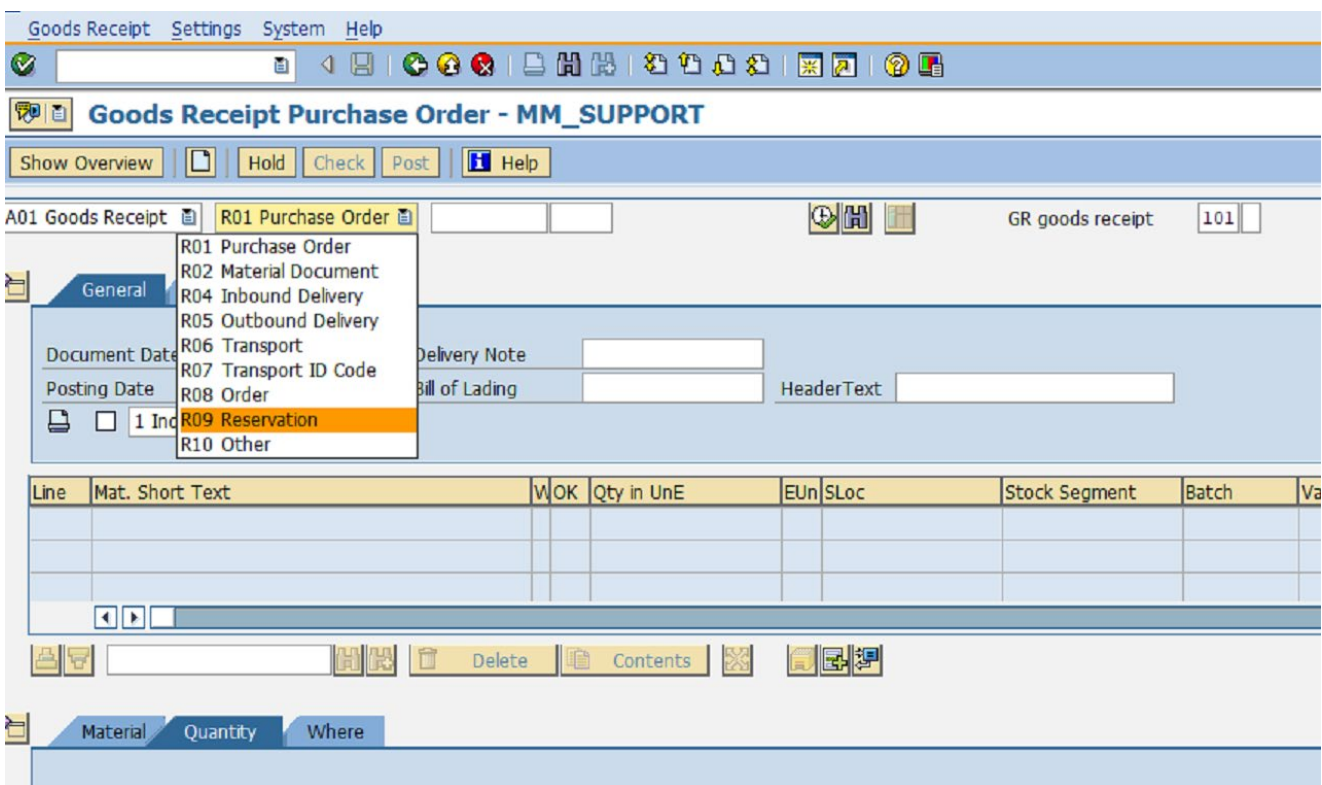 Goods Receipt Settings System Help
Goods Receipt Purchase Order - MM_SUPPORT
Show Overview Hold Check Post Help
A01 Goods Receipt R01 Purchase Order GR goods receipt 101
R01 Purchase Order
R02 Material Document
R04 Inbound Delivery
R05 Outbound Delivery
R06 Transport
R07 Transport ID Code
R08 Order
R09 Reservation
R10 Other
General
Document Date Delivery Note
Posting Date Bill of Lading HeaderText
1 Ind
Line Mat. Short Text W OK Qty in UnE EUn SLoc Stock Segment Batch Va
Delete Contents
Material Quantity Where